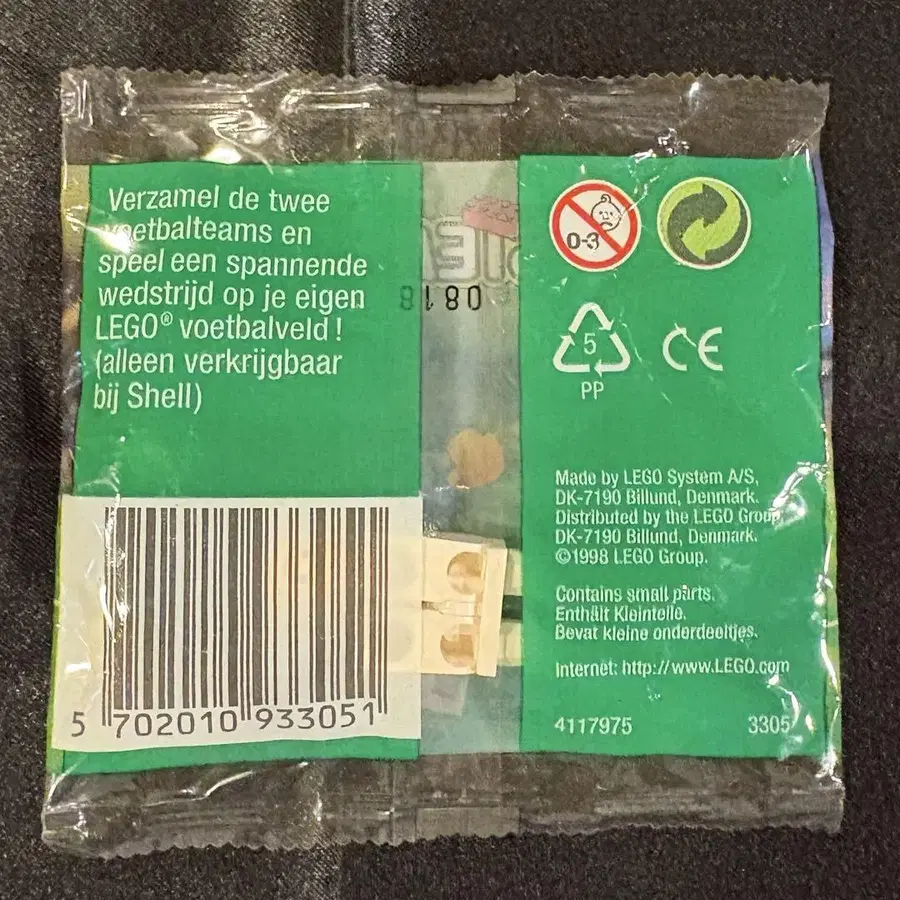 Verzamel de twee
voetbalteams en
speel een spannende
wedstrijd op je eigen
LEGO® voetbalveld !
(alleen verkrijgbaar
bij Shell)
5 702010 933051
0818
0-3
5
PP
CE
Made by LEGO System A/S,
DK-7190 Billund, Denmark.
Distributed by the LEGO Group
DK-7190 Billund, Denmark.
©1998 LEGO Group.
Contains small parts.
Enthält Kleinteile.
Bevat kleine onderdeeltjes.
Internet: http://www.LEGO.com
4117975
3305